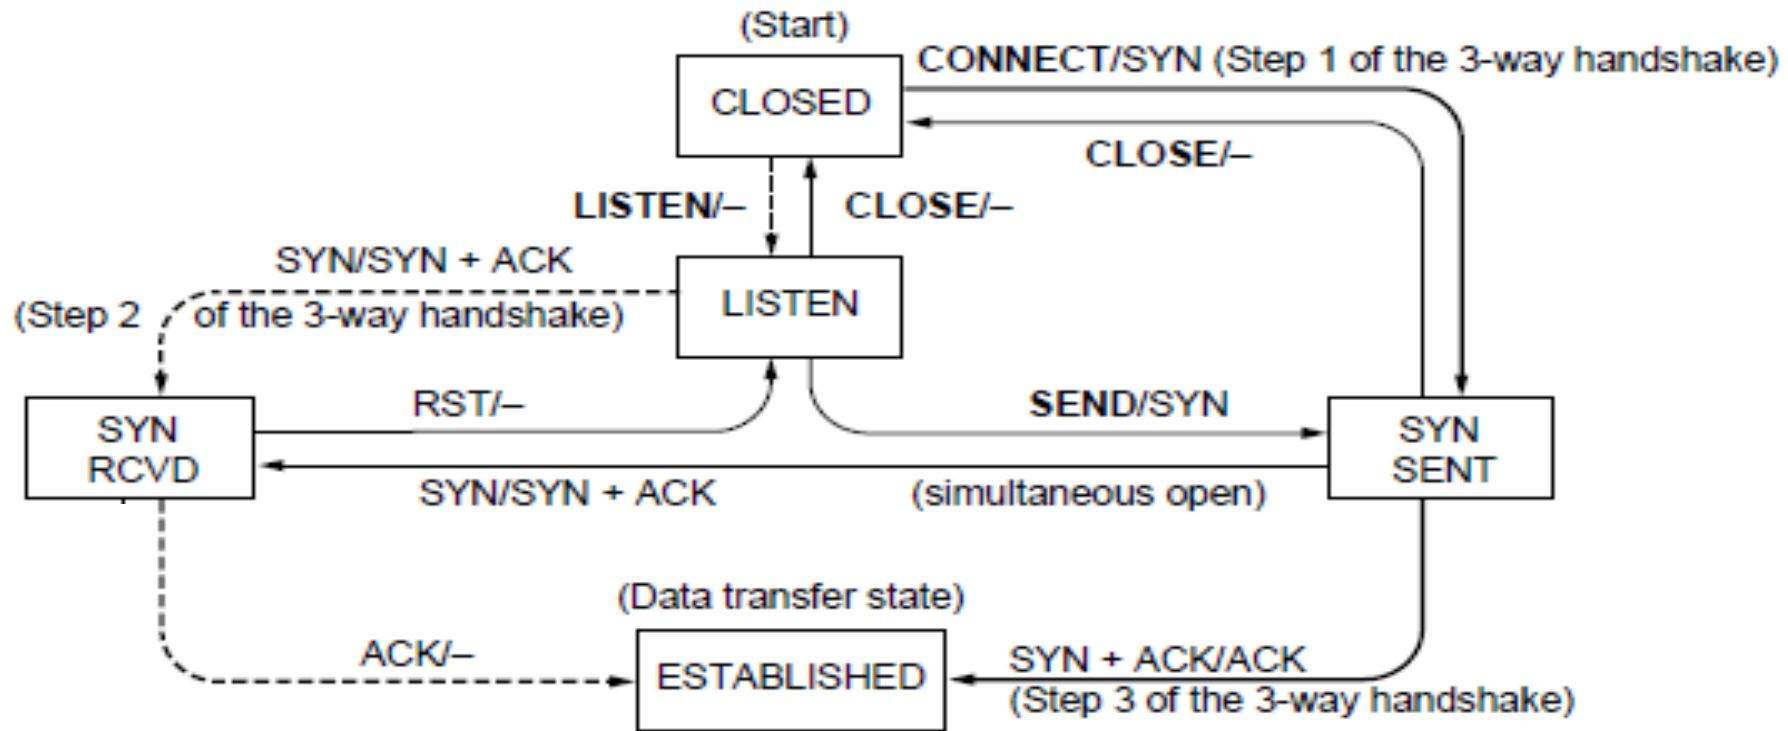 (Start)
CONNECT/SYN (Step 1 of the 3-way handshake)
CLOSED
CLOSE/–
LISTEN/–
CLOSE/–
SYN/SYN + ACK
(Step 2 of the 3-way handshake)
LISTEN
RST/–
SEND/SYN
SYN
RCVD
SYN
SENT
SYN/SYN + ACK
(simultaneous open)
(Data transfer state)
ACK/–
ESTABLISHED
SYN + ACK/ACK
(Step 3 of the 3-way handshake)